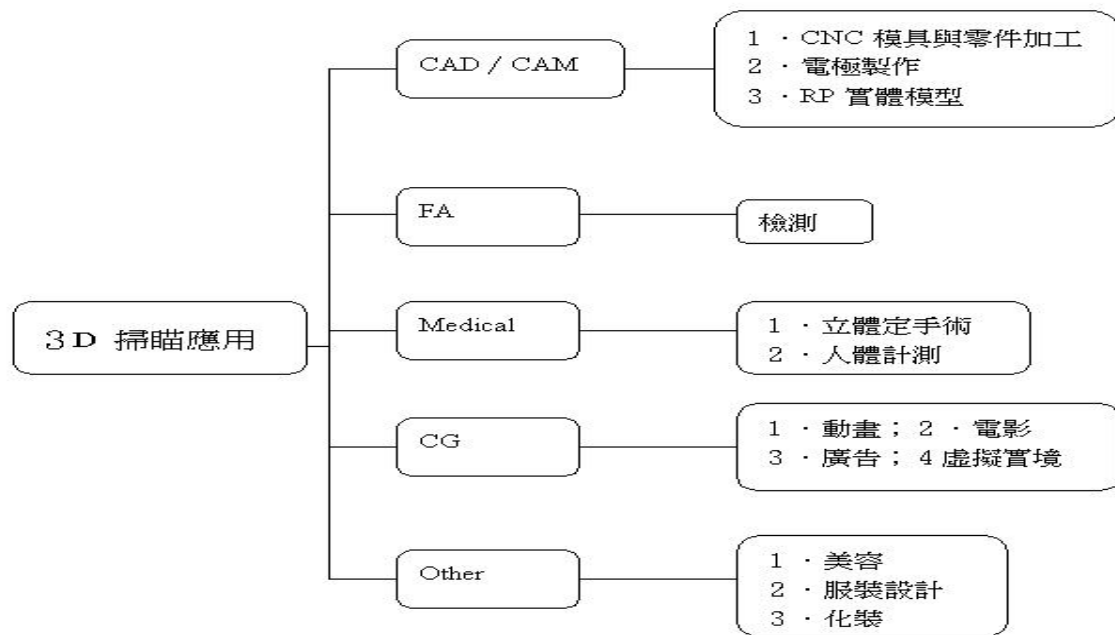 3D 掃瞄應用
CAD / CAM
1 · CNC 模具與零件加工
2 · 電極製作
3 · RP 實體模型
FA
檢測
Medical
1 · 立體定手術
2 · 人體計測
CG
1 · 動畫；2 · 電影
3 · 廣告；4 虛擬實境
Other
1 · 美容
2 · 服裝設計
3 · 化裝